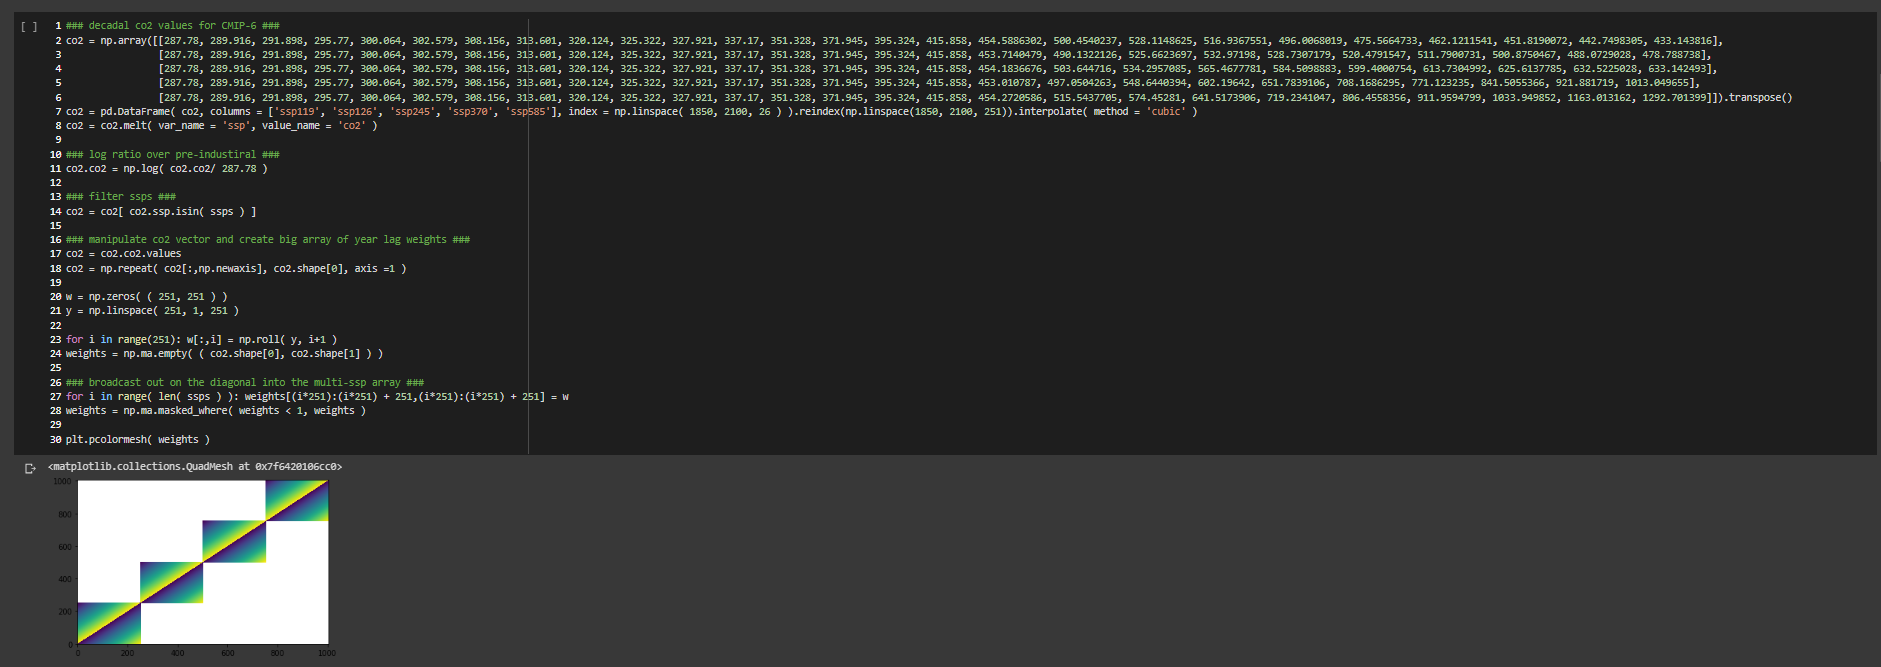 [ ]
1 ### decadal co2 values for CMIP-6 ###
2 co2 = np.array([[287.78, 289.916, 291.898, 295.77, 300.064, 302.579, 308.156, 313.601, 320.124, 325.322, 327.921, 337.17, 351.328, 371.945, 395.324, 415.858, 454.5886302, 500.4540237, 528.1148625, 516.9367551, 496.0068019, 475.5664733, 462.1211541, 451.8190072, 442.7498305, 433.143816],
3 [287.78, 289.916, 291.898, 295.77, 300.064, 302.579, 308.156, 313.601, 320.124, 325.322, 327.921, 337.17, 351.328, 371.945, 395.324, 415.858, 453.7140479, 490.1322126, 525.6623697, 532.97198, 528.7307179, 520.4791547, 511.7900731, 500.8750467, 488.0729028, 478.788738],
4 [287.78, 289.916, 291.898, 295.77, 300.064, 302.579, 308.156, 313.601, 320.124, 325.322, 327.921, 337.17, 351.328, 371.945, 395.324, 415.858, 454.1836676, 503.644716, 534.2957085, 565.4677781, 584.5098883, 599.4000754, 613.7304992, 625.6137785, 632.5225028, 633.142493],
5 [287.78, 289.916, 291.898, 295.77, 300.064, 302.579, 308.156, 313.601, 320.124, 325.322, 327.921, 337.17, 351.328, 371.945, 395.324, 415.858, 453.010787, 497.0504263, 548.6440394, 602.19642, 651.7839106, 708.1686295, 771.123235, 841.5055366, 921.881719, 1013.049655],
6 [287.78, 289.916, 291.898, 295.77, 300.064, 302.579, 308.156, 313.601, 320.124, 325.322, 327.921, 337.17, 351.328, 371.945, 395.324, 415.858, 454.2720586, 515.5437705, 574.45281, 641.5173906, 719.2341047, 806.4558356, 911.9594799, 1033.949852, 1163.013162, 1292.701399]]).transpose()
7 co2 = pd.DataFrame( co2, columns = ['ssp119', 'ssp126', 'ssp245', 'ssp370', 'ssp585'], index = np.linspace( 1850, 2100, 26 ) ).reindex(np.linspace(1850, 2100, 251)).interpolate( method = 'cubic' )
8 co2 = co2.melt( var_name = 'ssp', value_name = 'co2' )
9
10 ### log ratio over pre-industiral ###
11 co2.co2 = np.log( co2.co2/ 287.78 )
12
13 ### filter ssps ###
14 co2 = co2[ co2.ssp.isin( ssps ) ]
15
16 ### manipulate co2 vector and create big array of year lag weights ###
17 co2 = co2.co2.values
18 co2 = np.repeat( co2[:,np.newaxis], co2.shape[0], axis =1 )
19
20 w = np.zeros( ( 251, 251 ) )
21 y = np.linspace( 251, 1, 251 )
22
23 for i in range(251): w[:,i] = np.roll( y, i+1 )
24 weights = np.ma.empty( ( co2.shape[0], co2.shape[1] ) )
25
26 ### broadcast out on the diagonal into the multi-ssp array ###
27 for i in range( len( ssps ) ): weights[(i*251):(i*251) + 251,(i*251):(i*251) + 251] = w
28 weights = np.ma.masked_where( weights < 1, weights )
29
30 plt.pcolormesh( weights )
<matplotlib.collections.QuadMesh at 0x7f6420106cc0>
1000
800
600
400
200
0
0 200 400 600 800 1000